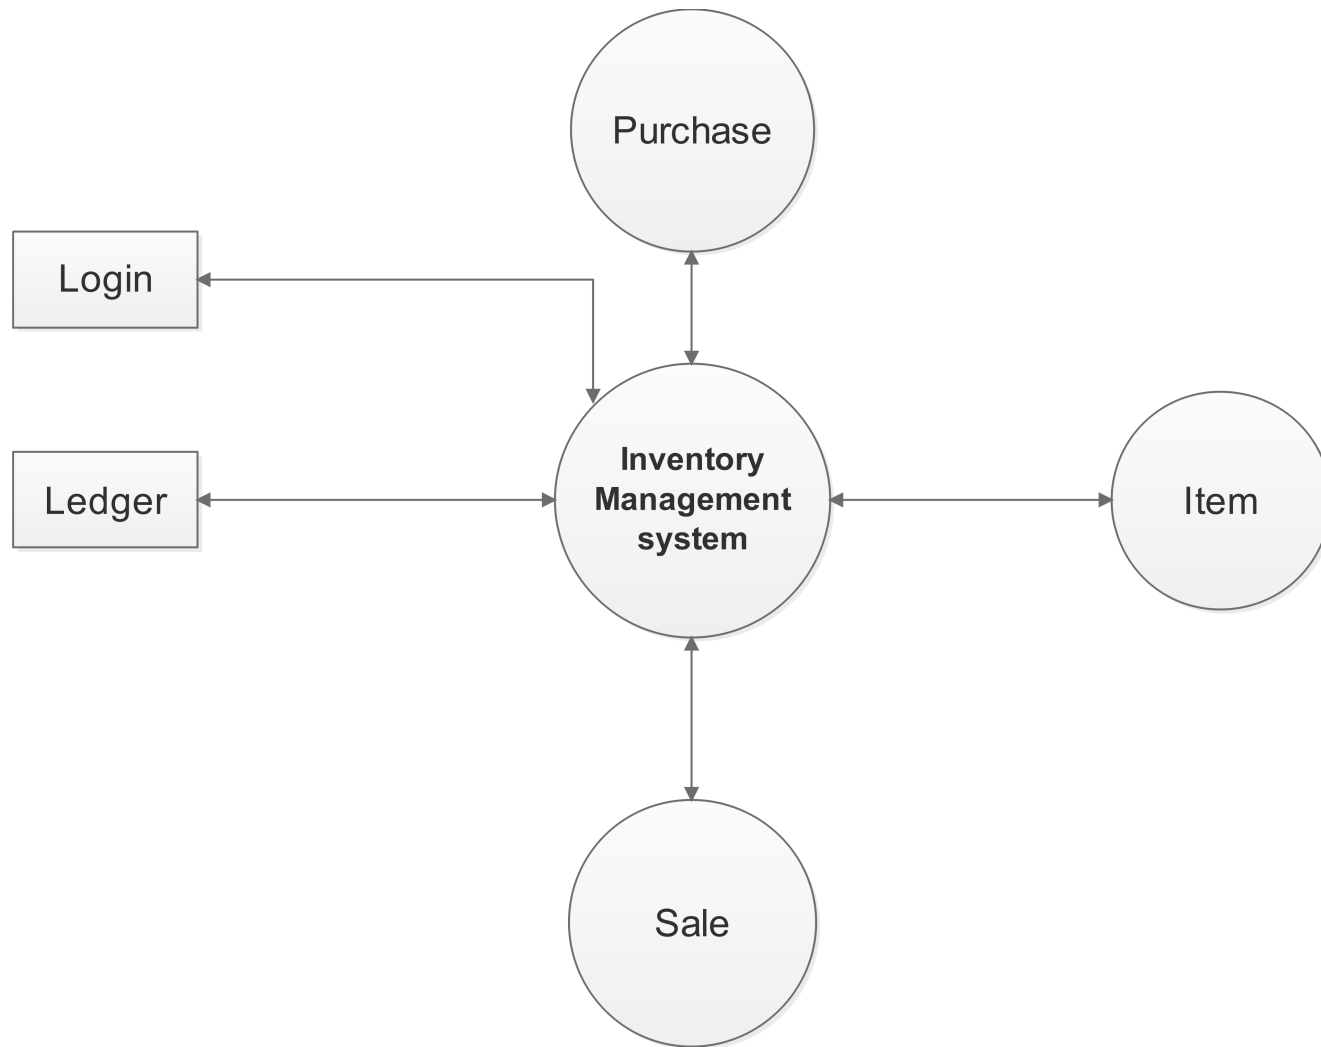 Purchase
Login
Inventory
Management
system
Ledger
Item
Sale